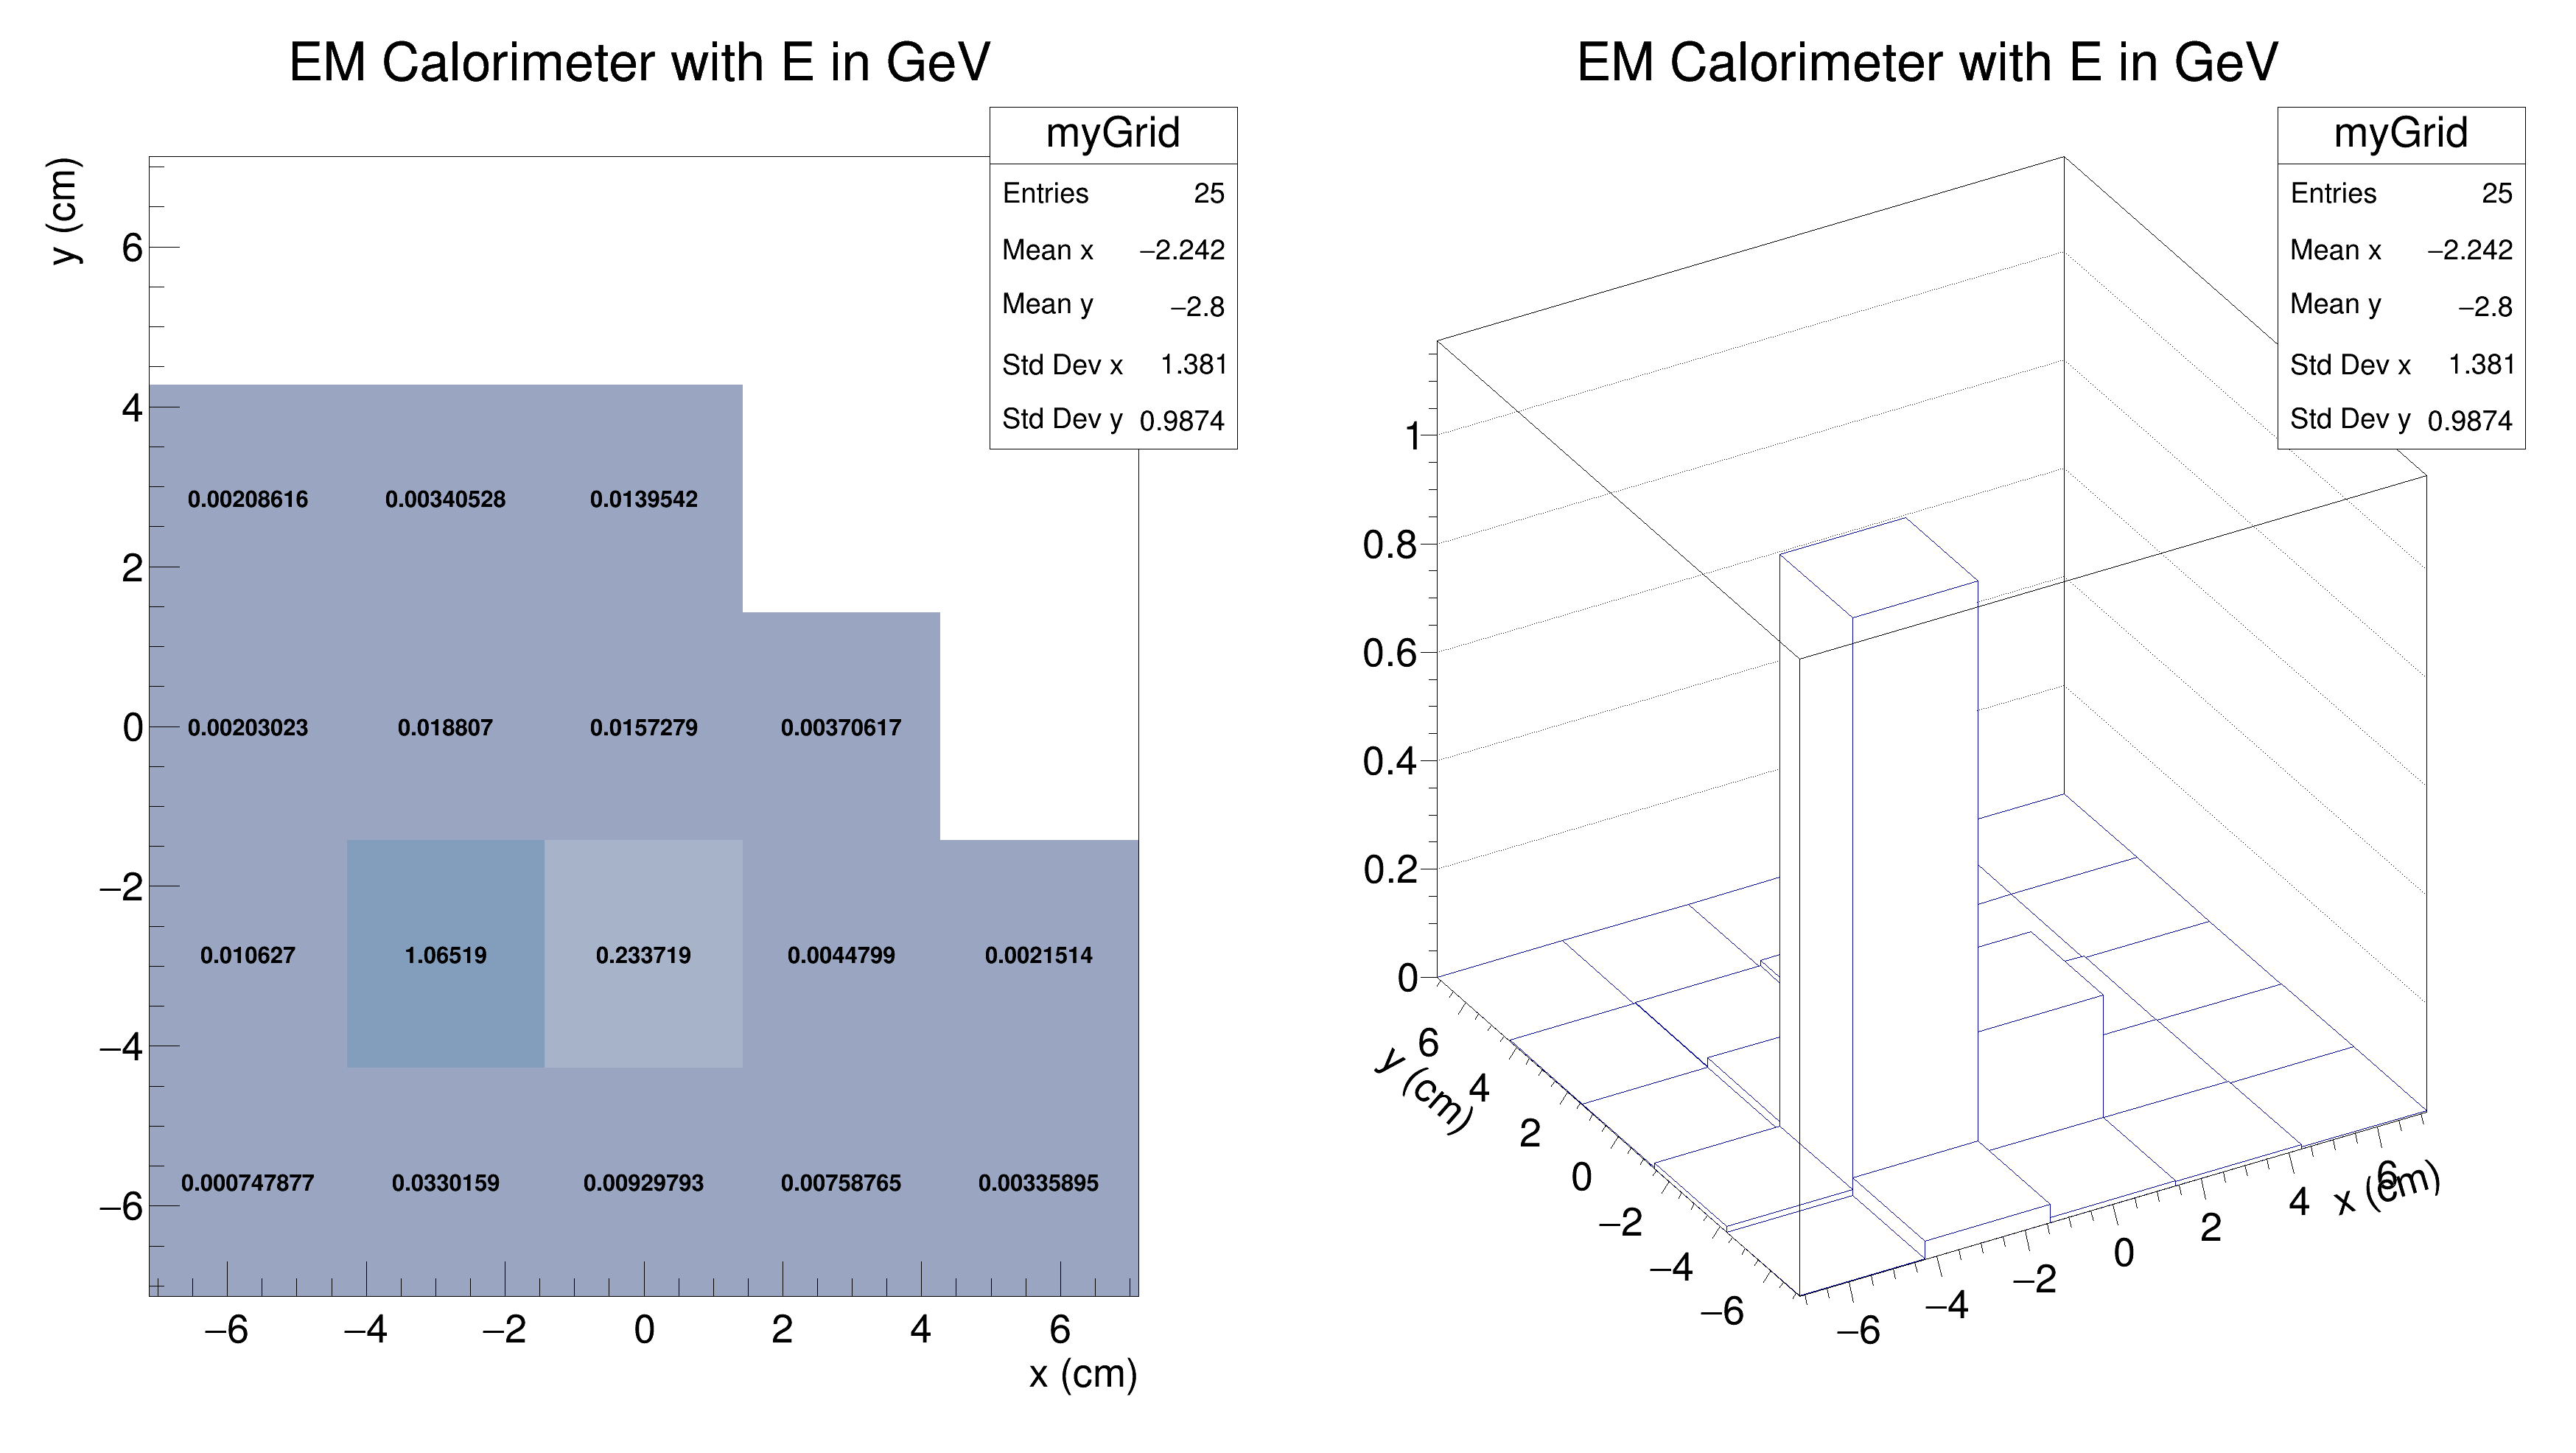 EM Calorimeter with E in GeV
myGrid
Entries 25
Mean x −2.242
Mean y −2.8
Std Dev x 1.381
Std Dev y 0.9874
y (cm)
6
4
2
0
−2
−4
−6
0.00208616 0.00340528 0.0139542
0.00203023 0.018807 0.0157279 0.00370617
0.010627 1.06519 0.233719 0.0044799 0.0021514
0.000747877 0.0330159 0.00929793 0.00758765 0.00335895
−6 −4 −2 0 2 4 6
x (cm)
EM Calorimeter with E in GeV
myGrid
Entries 25
Mean x −2.242
Mean y −2.8
Std Dev x 1.381
Std Dev y 0.9874
1
0.8
0.6
0.4
0.2
0
6
4
2
0
−2
−4
−6
y (cm)
−6
−4
−2
0
2
4
6
x (cm)